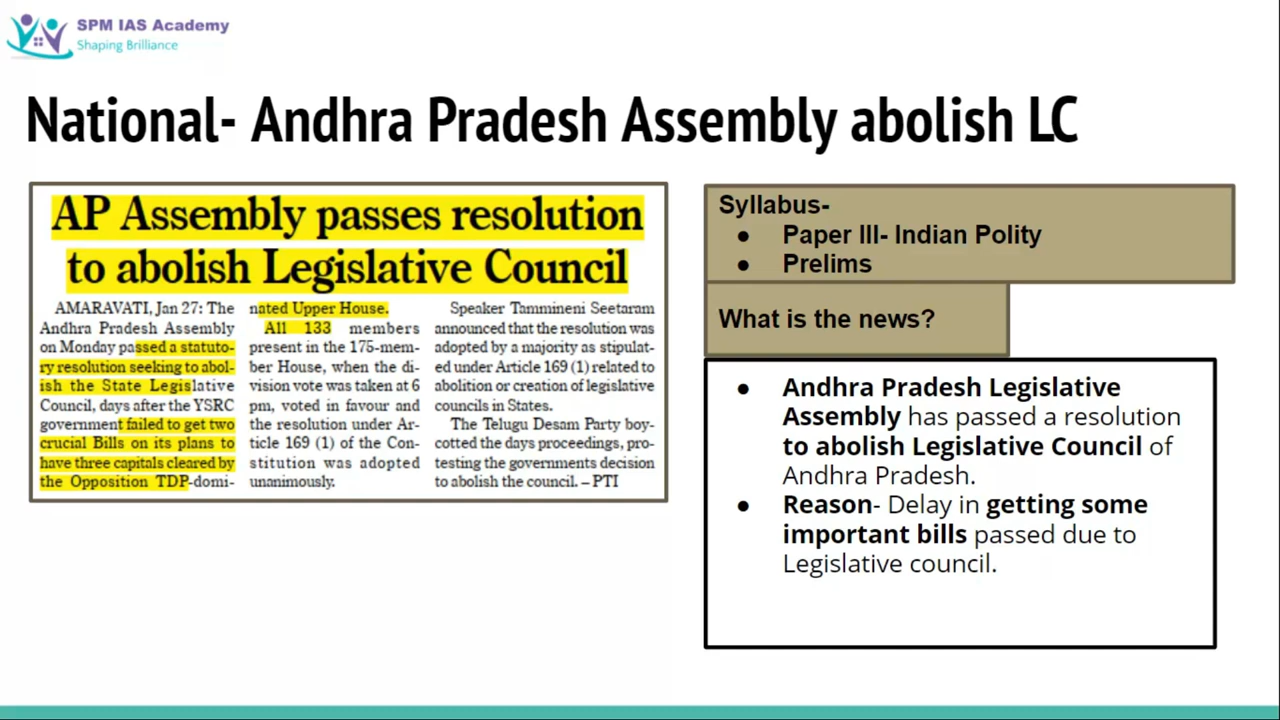 SPM IAS Academy
Shaping Brilliance
National- Andhra Pradesh Assembly abolish LC
AP Assembly passes resolution
to abolish Legislative Council
AMARAVATI, Jan 27: The
Andhra Pradesh Assembly
on Monday passed a statuto-
ry resolution seeking to abol-
ish the State Legislative
Council, days after the YSRC
government failed to get two
crucial Bills on its plans to
have three capitals cleared by
the Opposition TDP-domi-
nated Upper House.
All 133 members
present in the 175-mem-
ber House, when the di-
vision vote was taken at 6
pm, voted in favour and
the resolution under Ar-
ticle 169 (1) of the Con-
stitution was adopted
unanimously.
Speaker Tammineni Seetaram
announced that the resolution was
adopted by a majority as stipulat-
ed under Article 169 (1) related to
abolition or creation of legislative
councils in States.
The Telugu Desam Party boy-
cotted the days proceedings, pro-
testing the governments decision
to abolish the council. – PTI
Syllabus-
● Paper III- Indian Polity
● Prelims
What is the news?
● Andhra Pradesh Legislative
Assembly has passed a resolution
to abolish Legislative Council of
Andhra Pradesh.
● Reason- Delay in getting some
important bills passed due to
Legislative council.